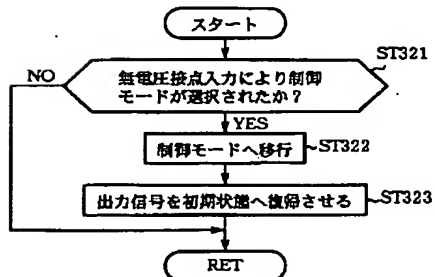 スタート
ST321
NO
無電圧接点入力により制御
モードが選択されたか?
YES
制御モードへ移行
ST322
出力信号を初期状態へ復帰させる
ST323
RET